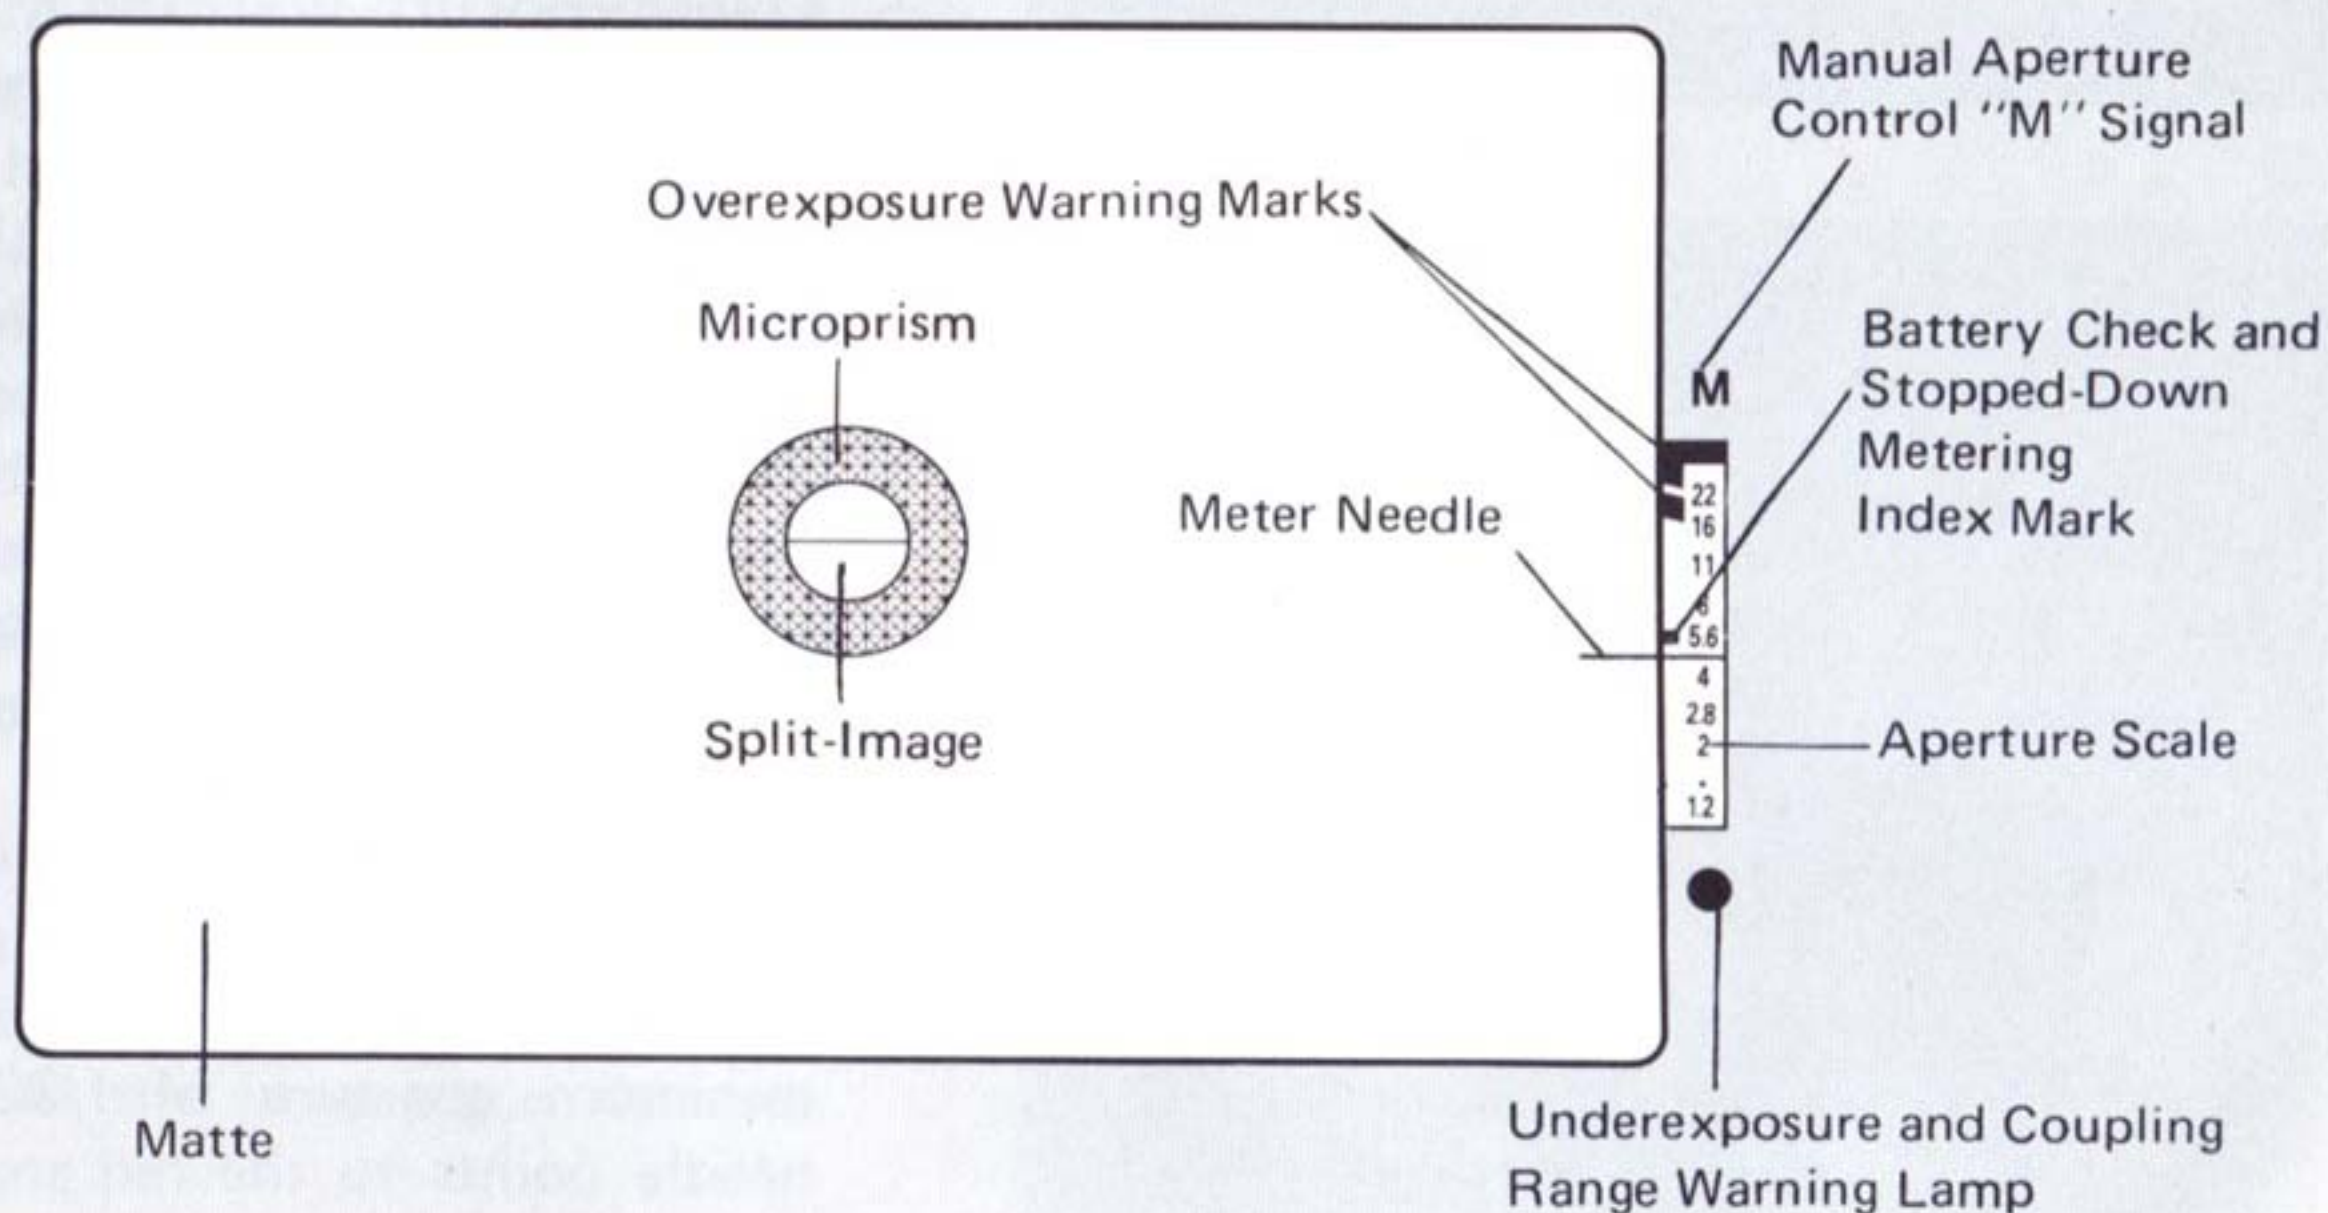 Manual Aperture
Control "M" Signal
Overexposure Warning Marks
Microprism
M
Battery Check and
Stopped-Down
Metering
Index Mark
22
16
11
8
5.6
4
2.8
2
.
1.2
Meter Needle
Split-Image
Aperture Scale
Matte
Underexposure and Coupling
Range Warning Lamp